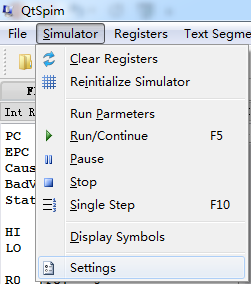 QtSpim
File Simulator Registers Text Segme
Clear Registers
Reinitialize Simulator
Run Parmeters
Run/Continue F5
Pause
Stop
Single Step F10
Display Symbols
Settings
Int R
PC
EPC
Caus
BadV
Stat
HI
LO
R0